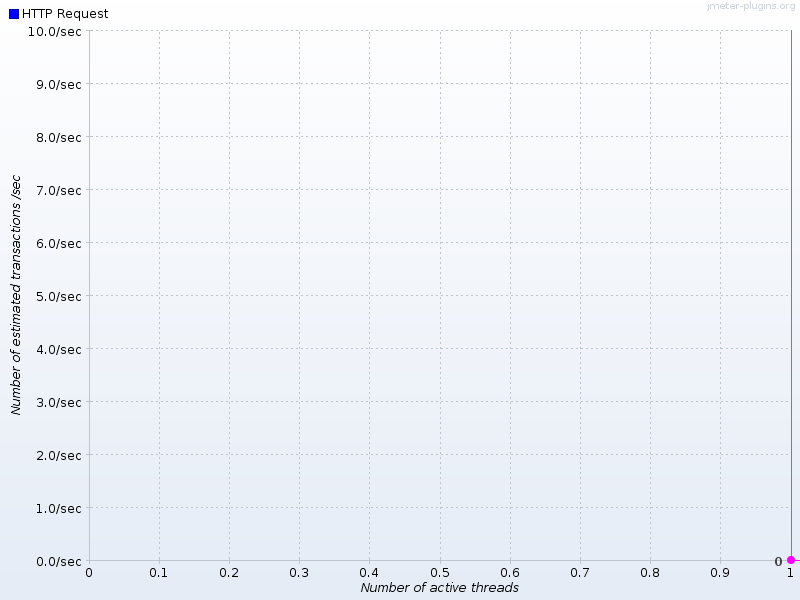 jmeter-plugins.org
HTTP Request
10.0/sec
9.0/sec
8.0/sec
7.0/sec
6.0/sec
5.0/sec
4.0/sec
3.0/sec
2.0/sec
1.0/sec
0.0/sec
Number of estimated transactions /sec
0
0 0.1 0.2 0.3 0.4 0.5 0.6 0.7 0.8 0.9 1
Number of active threads